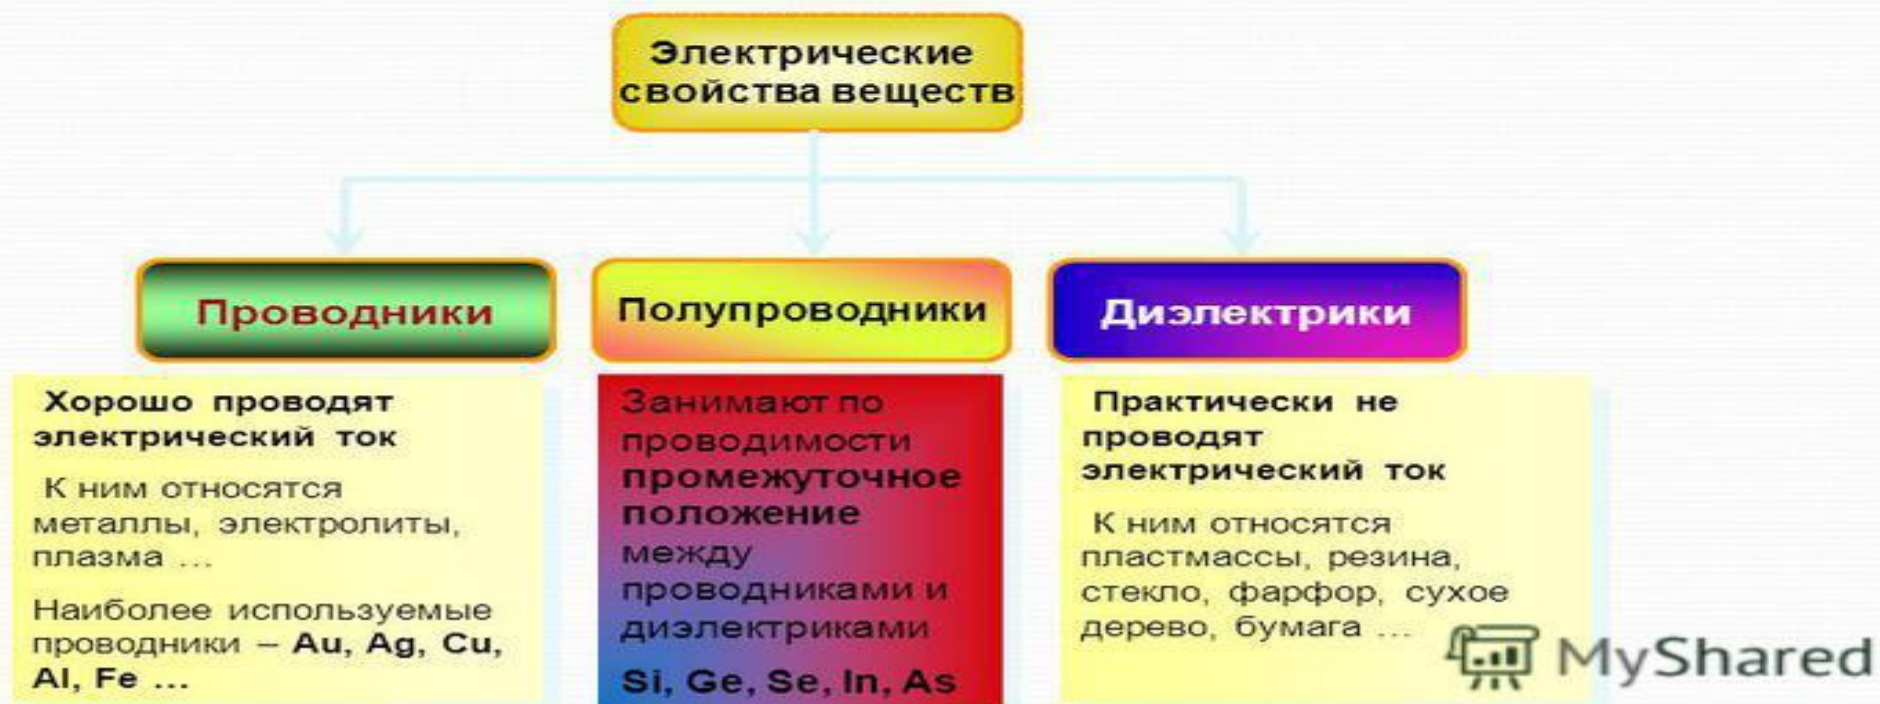 Электрические
свойства веществ
Проводники
Полупроводники
Диэлектрики
Хорошо проводят
электрический ток
К ним относятся
металлы, электролиты,
плазма ...
Наиболее используемые
проводники – Au, Ag, Cu,
Al, Fe ...
Занимают по
проводимости
промежуточное
положение
между
проводниками и
диэлектриками
Si, Ge, Se, In, As
Практически не
проводят
электрический ток
К ним относятся
пластмассы, резина,
стекло, фарфор, сухое
дерево, бумага ...
MyShared